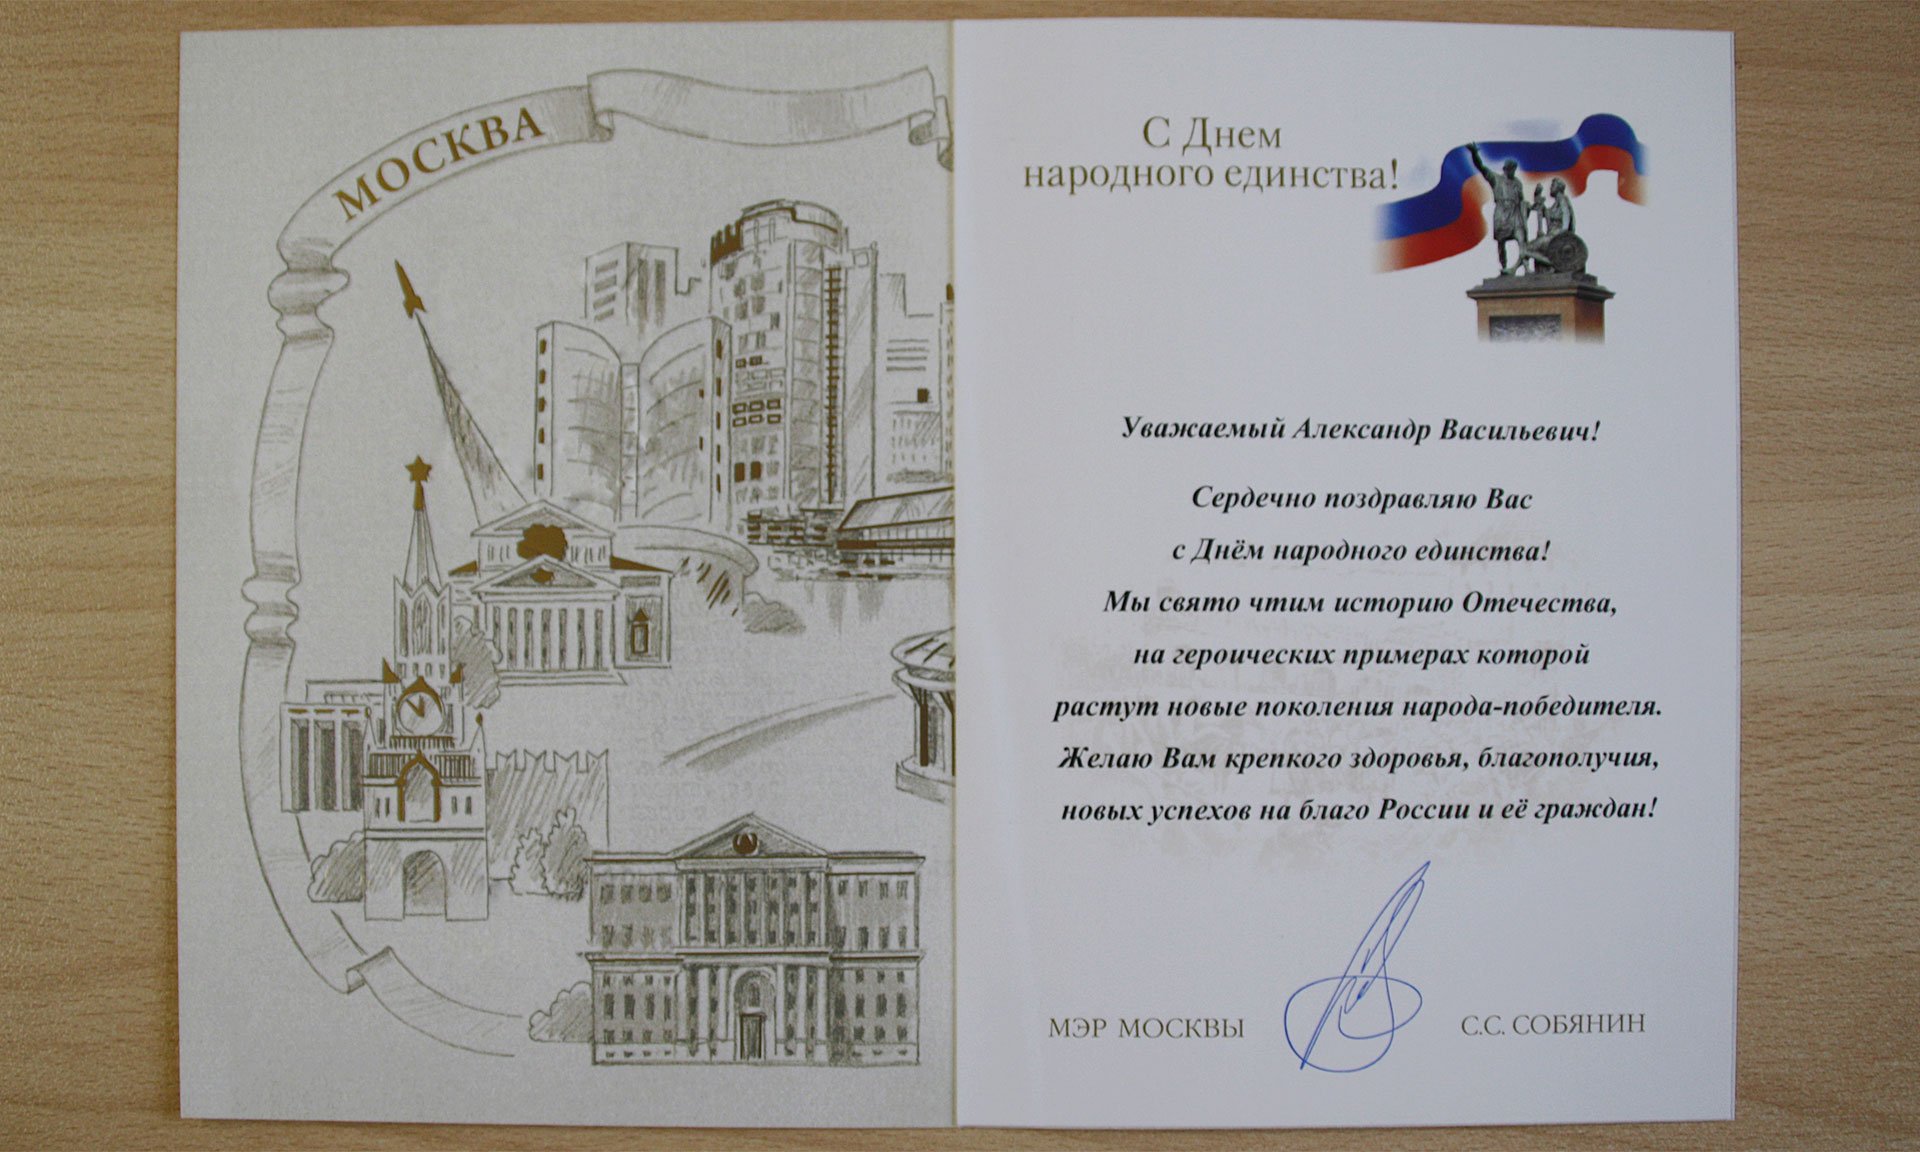 МОСКВА
С Днем
народного единства!
Уважаемый Александр Васильевич!
Сердечно поздравляю Вас
с Днём народного единства!
Мы свято чтим историю Отечества,
на героических примерах которой
растут новые поколения народа-победителя.
Желаю Вам крепкого здоровья, благополучия,
новых успехов на благо России и её граждан!
МЭР МОСКВЫ
С.С. СОБЯНИН